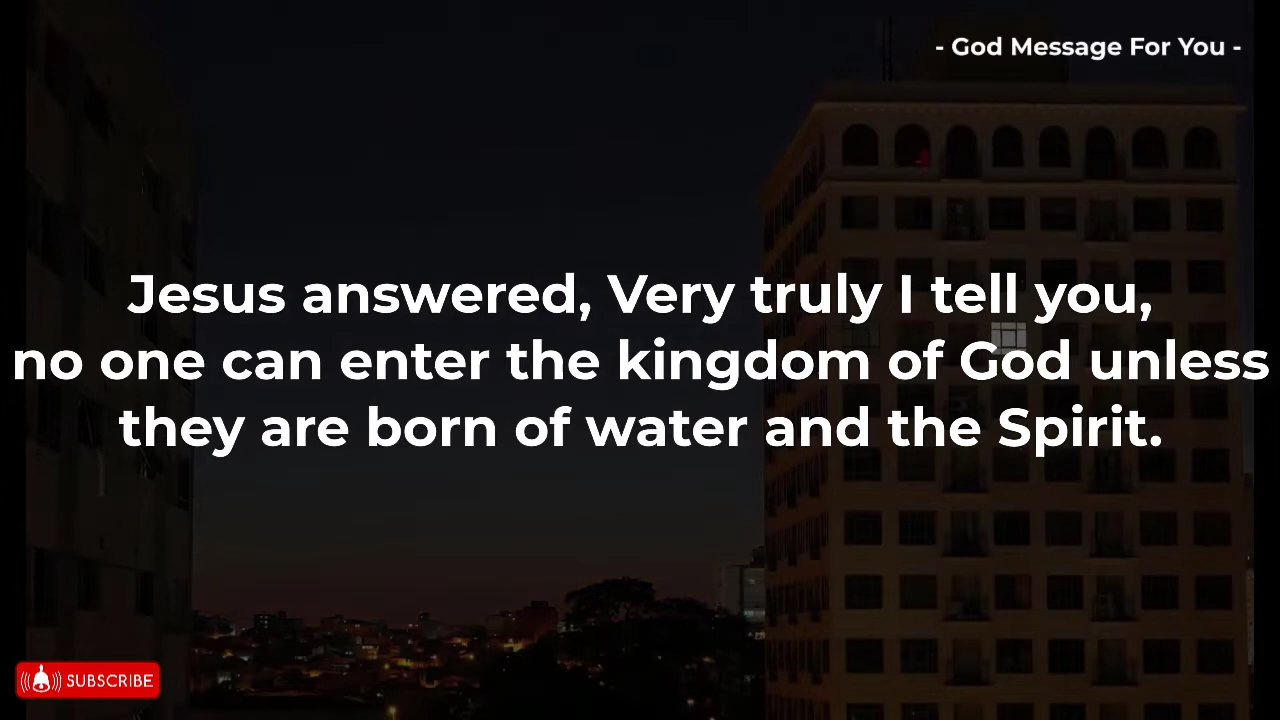 - God Message For You -
Jesus answered, Very truly I tell you,
no one can enter the kingdom of God unless
they are born of water and the Spirit.
SUBSCRIBE